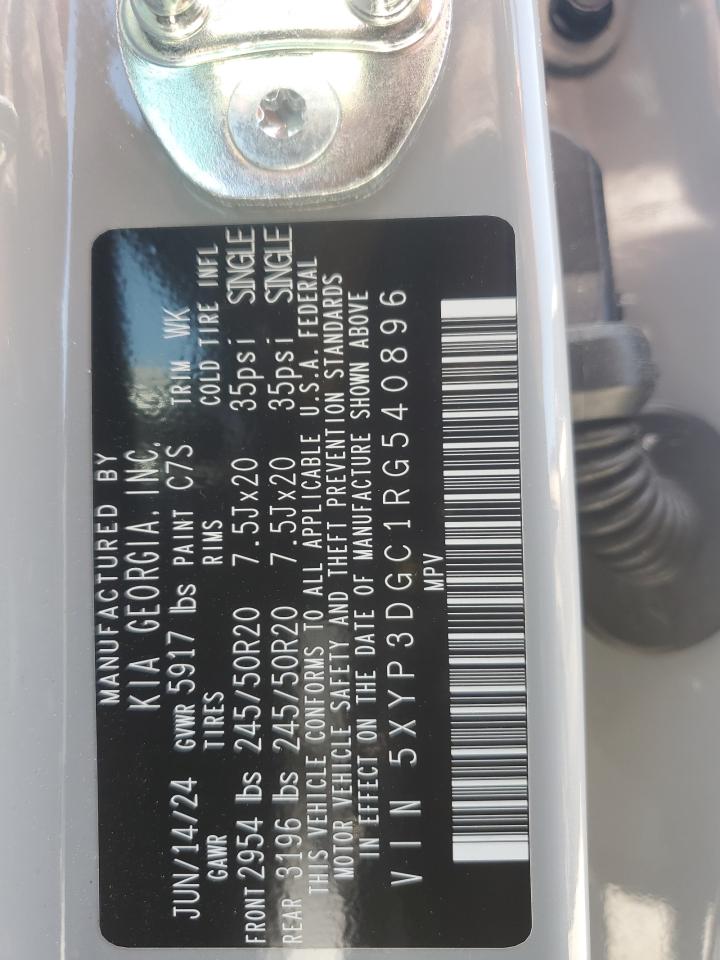 MANUFACTURED BY
KIA GEORGIA, INC.
JUN/14/24 GVWR 5917 lbs PAINT C7S TRIM WK
GAWR TIRES RIMS COLD TIRE INFL
FRONT 2954 lbs 245/50R20 7.5Jx20 35psi SINGLE
REAR 3196 lbs 245/50R20 7.5Jx20 35psi SINGLE
THIS VEHICLE CONFORMS TO ALL APPLICABLE U.S.A. FEDERAL
MOTOR VEHICLE SAFETY AND THEFT PREVENTION STANDARDS
IN EFFECT ON THE DATE OF MANUFACTURE SHOWN ABOVE
VIN 5XYP3DGC1RG540896
MPV